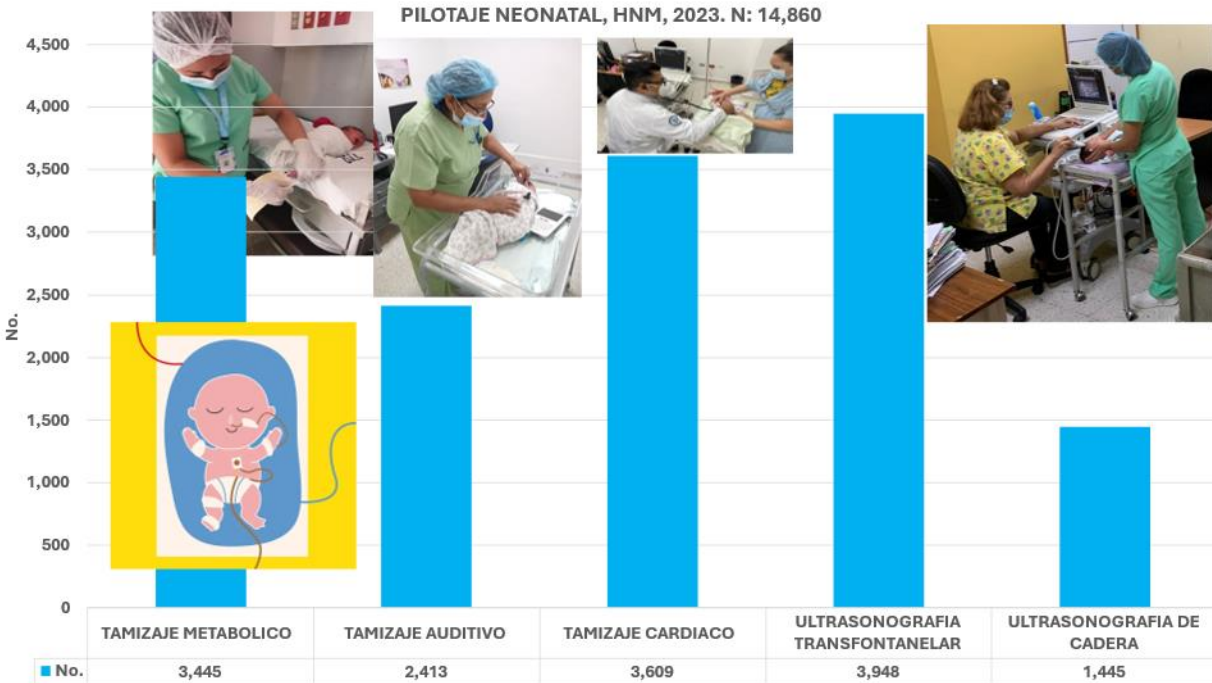 PILOTAJE NEONATAL, HNM, 2023. N: 14,860
4,500
4,000
3,500
3,000
2,500
2,000
1,500
1,000
500
0
No.
TAMIZAJE METABOLICO
TAMIZAJE AUDITIVO
TAMIZAJE CARDIACO
ULTRASONOGRAFIA
TRANSFONTANELAR
ULTRASONOGRAFIA DE
CADERA
No. 3,445 2,413 3,609 3,948 1,445